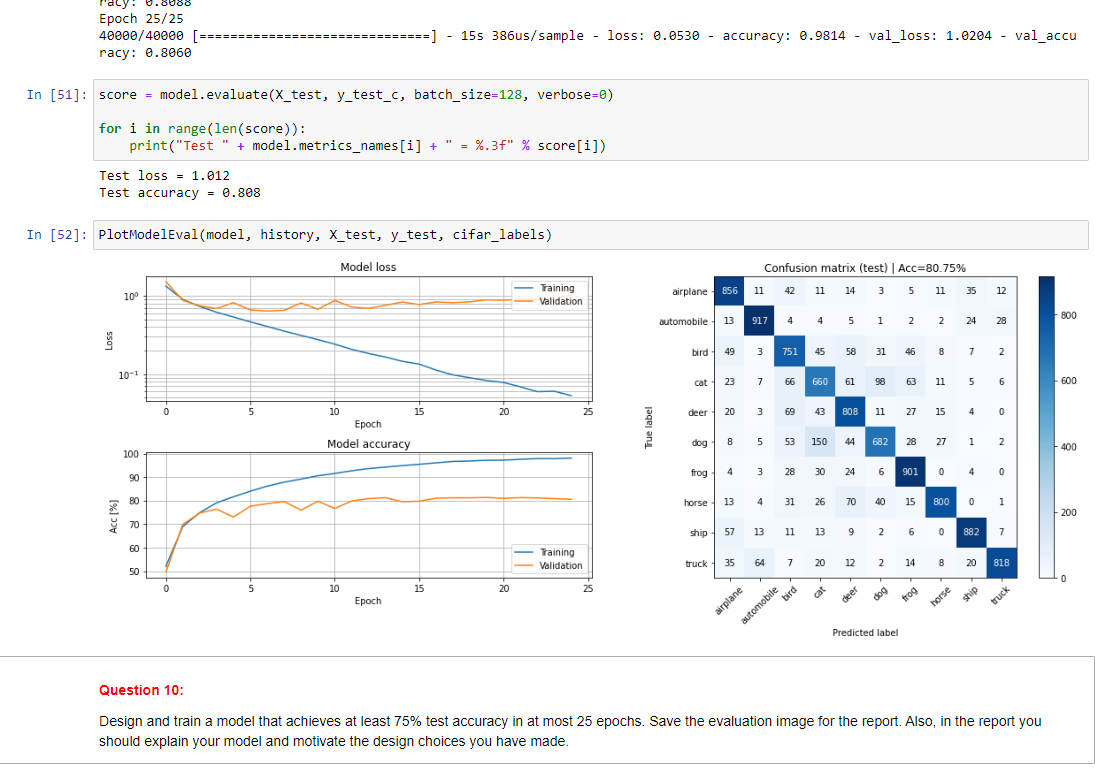 racy: 0.8088
Epoch 25/25
40000/40000 [==============================] - 15s 386us/sample - loss: 0.0530 - accuracy: 0.9814 - val_loss: 1.0204 - val_accu
racy: 0.8060
In [51]: score = model.evaluate(X_test, y_test_c, batch_size=128, verbose=0)
for i in range(len(score)):
    print("Test " + model.metrics_names[i] + " = %.3f" % score[i])
Test loss = 1.012
Test accuracy = 0.808
In [52]: PlotModelEval(model, history, X_test, y_test, cifar_labels)
Model loss
Training
Validation
10⁰
10⁻¹
Loss
0 5 10 15 20 25
Epoch
Model accuracy
100
90
80
70
60
50
Acc [%]
Training
Validation
0 5 10 15 20 25
Epoch
Confusion matrix (test) | Acc=80.75%
True label
airplane 856 11 42 11 14 3 5 11 35 12
automobile 13 917 4 4 5 1 2 2 24 28
bird 49 3 751 45 58 31 46 8 7 2
cat 23 7 66 660 61 98 63 11 5 6
deer 20 3 69 43 808 11 27 15 4 0
dog 8 5 53 150 44 682 28 27 1 2
frog 4 3 28 30 24 6 901 0 4 0
horse 13 4 31 26 70 40 15 800 0 1
ship 57 13 11 13 9 2 6 0 882 7
truck 35 64 7 20 12 2 14 8 20 818
airplane automobile bird cat deer dog frog horse ship truck
Predicted label
800
600
400
200
0
Question 10:
Design and train a model that achieves at least 75% test accuracy in at most 25 epochs. Save the evaluation image for the report. Also, in the report you
should explain your model and motivate the design choices you have made.